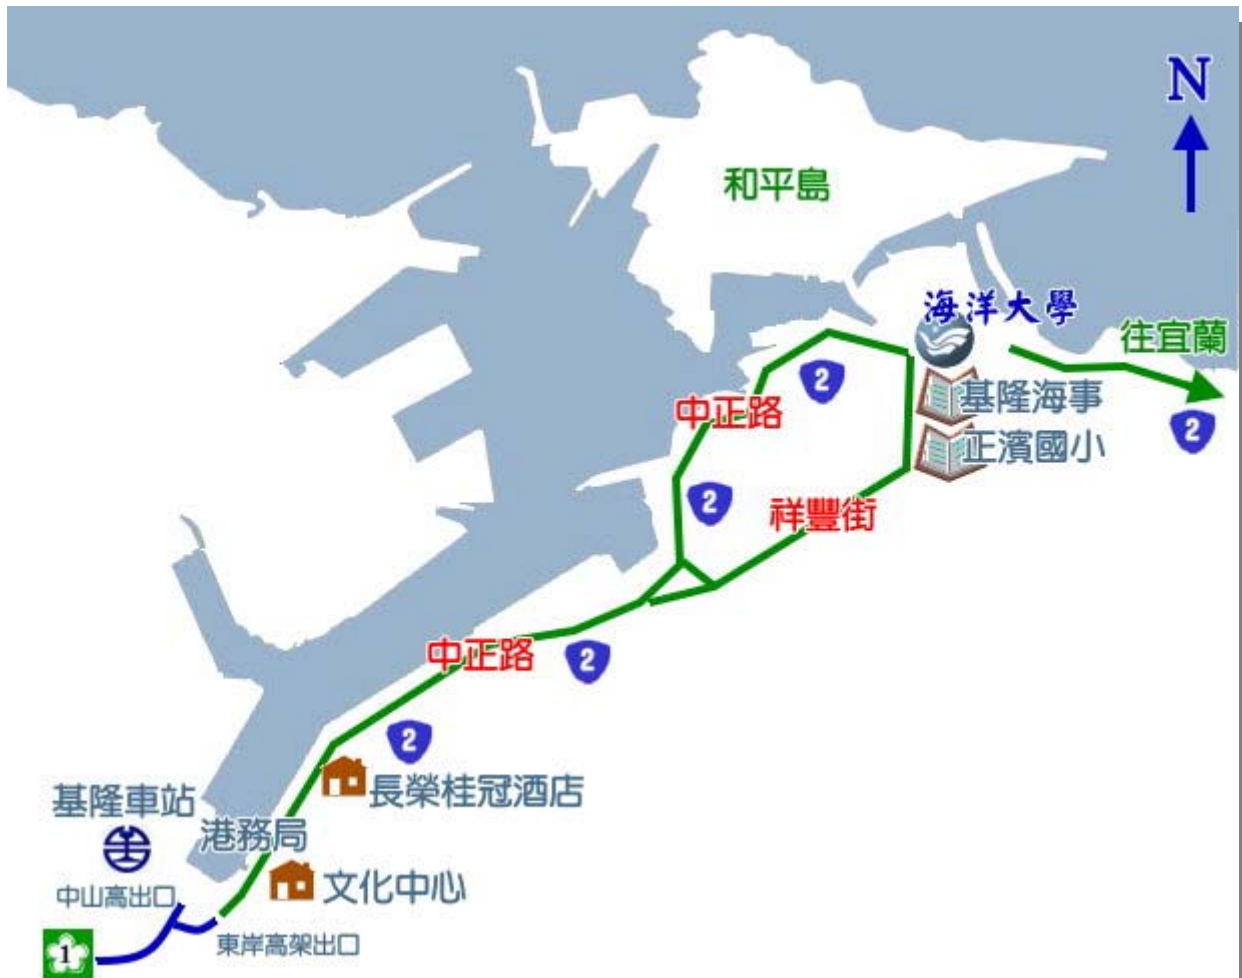 N
和平島
海洋大學
往宜蘭
2
基隆海事
2
中正路
正濱國小
2
祥豐街
中正路
2
2
長榮桂冠酒店
基隆車站
港務局
文化中心
中山高出口
東岸高架出口
1